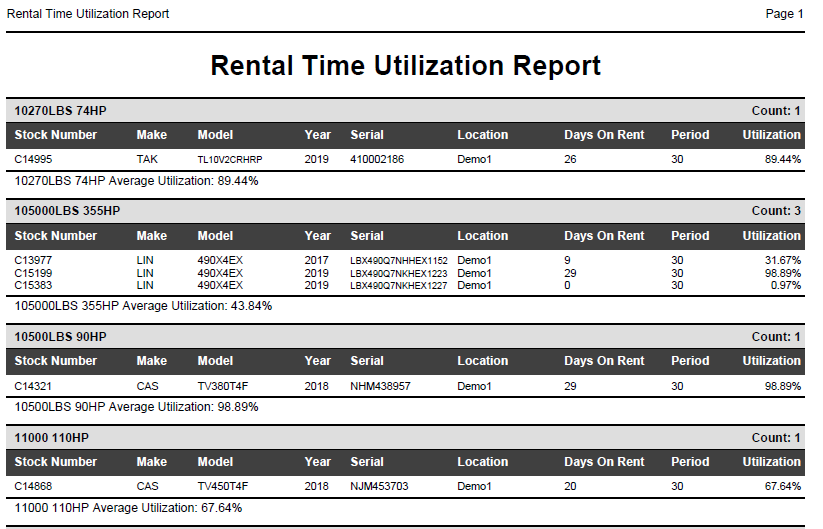 Rental Time Utilization Report Page 1
Rental Time Utilization Report
10270LBS 74HP Count: 1
Stock Number Make Model Year Serial Location Days On Rent Period Utilization
C14995 TAK TL10V2CRHRP 2019 410002186 Demo1 26 30 89.44%
10270LBS 74HP Average Utilization: 89.44%
105000LBS 355HP Count: 3
Stock Number Make Model Year Serial Location Days On Rent Period Utilization
C13977 LIN 490X4EX 2017 LBX490Q7NHHEX1152 Demo1 9 30 31.67%
C15199 LIN 490X4EX 2019 LBX490Q7NKHEX1223 Demo1 29 30 98.89%
C15383 LIN 490X4EX 2019 LBX490Q7NKHEX1227 Demo1 0 30 0.97%
105000LBS 355HP Average Utilization: 43.84%
10500LBS 90HP Count: 1
Stock Number Make Model Year Serial Location Days On Rent Period Utilization
C14321 CAS TV380T4F 2018 NHM438957 Demo1 29 30 98.89%
10500LBS 90HP Average Utilization: 98.89%
11000 110HP Count: 1
Stock Number Make Model Year Serial Location Days On Rent Period Utilization
C14868 CAS TV450T4F 2018 NJM453703 Demo1 20 30 67.64%
11000 110HP Average Utilization: 67.64%